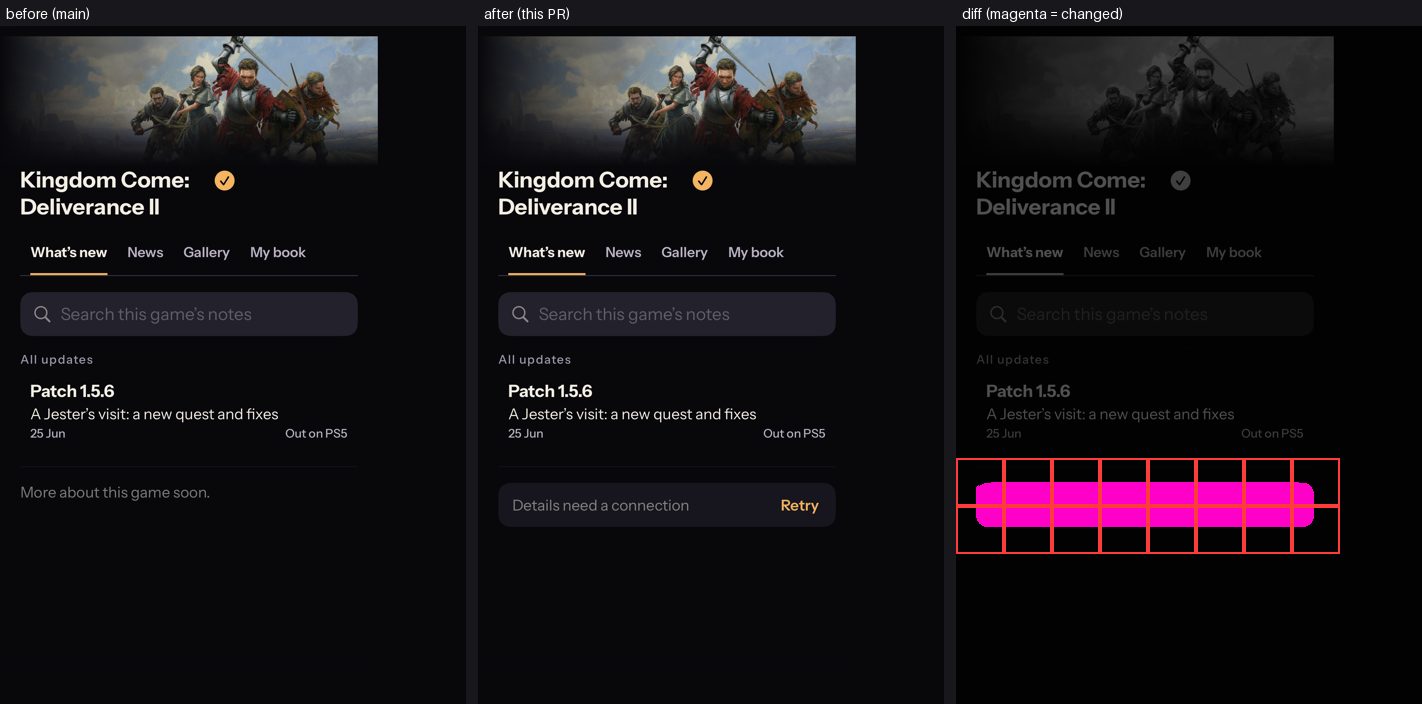 before (main)
Kingdom Come:
Deliverance II
What’s new News Gallery My book
Search this game’s notes
All updates
Patch 1.5.6
A Jester’s visit: a new quest and fixes
25 Jun Out on PS5
More about this game soon.
after (this PR)
Kingdom Come:
Deliverance II
What’s new News Gallery My book
Search this game’s notes
All updates
Patch 1.5.6
A Jester’s visit: a new quest and fixes
25 Jun Out on PS5
Details need a connection Retry
diff (magenta = changed)
Kingdom Come:
Deliverance II
What’s new News Gallery My book
Search this game’s notes
All updates
Patch 1.5.6
A Jester’s visit: a new quest and fixes
25 Jun Out on PS5